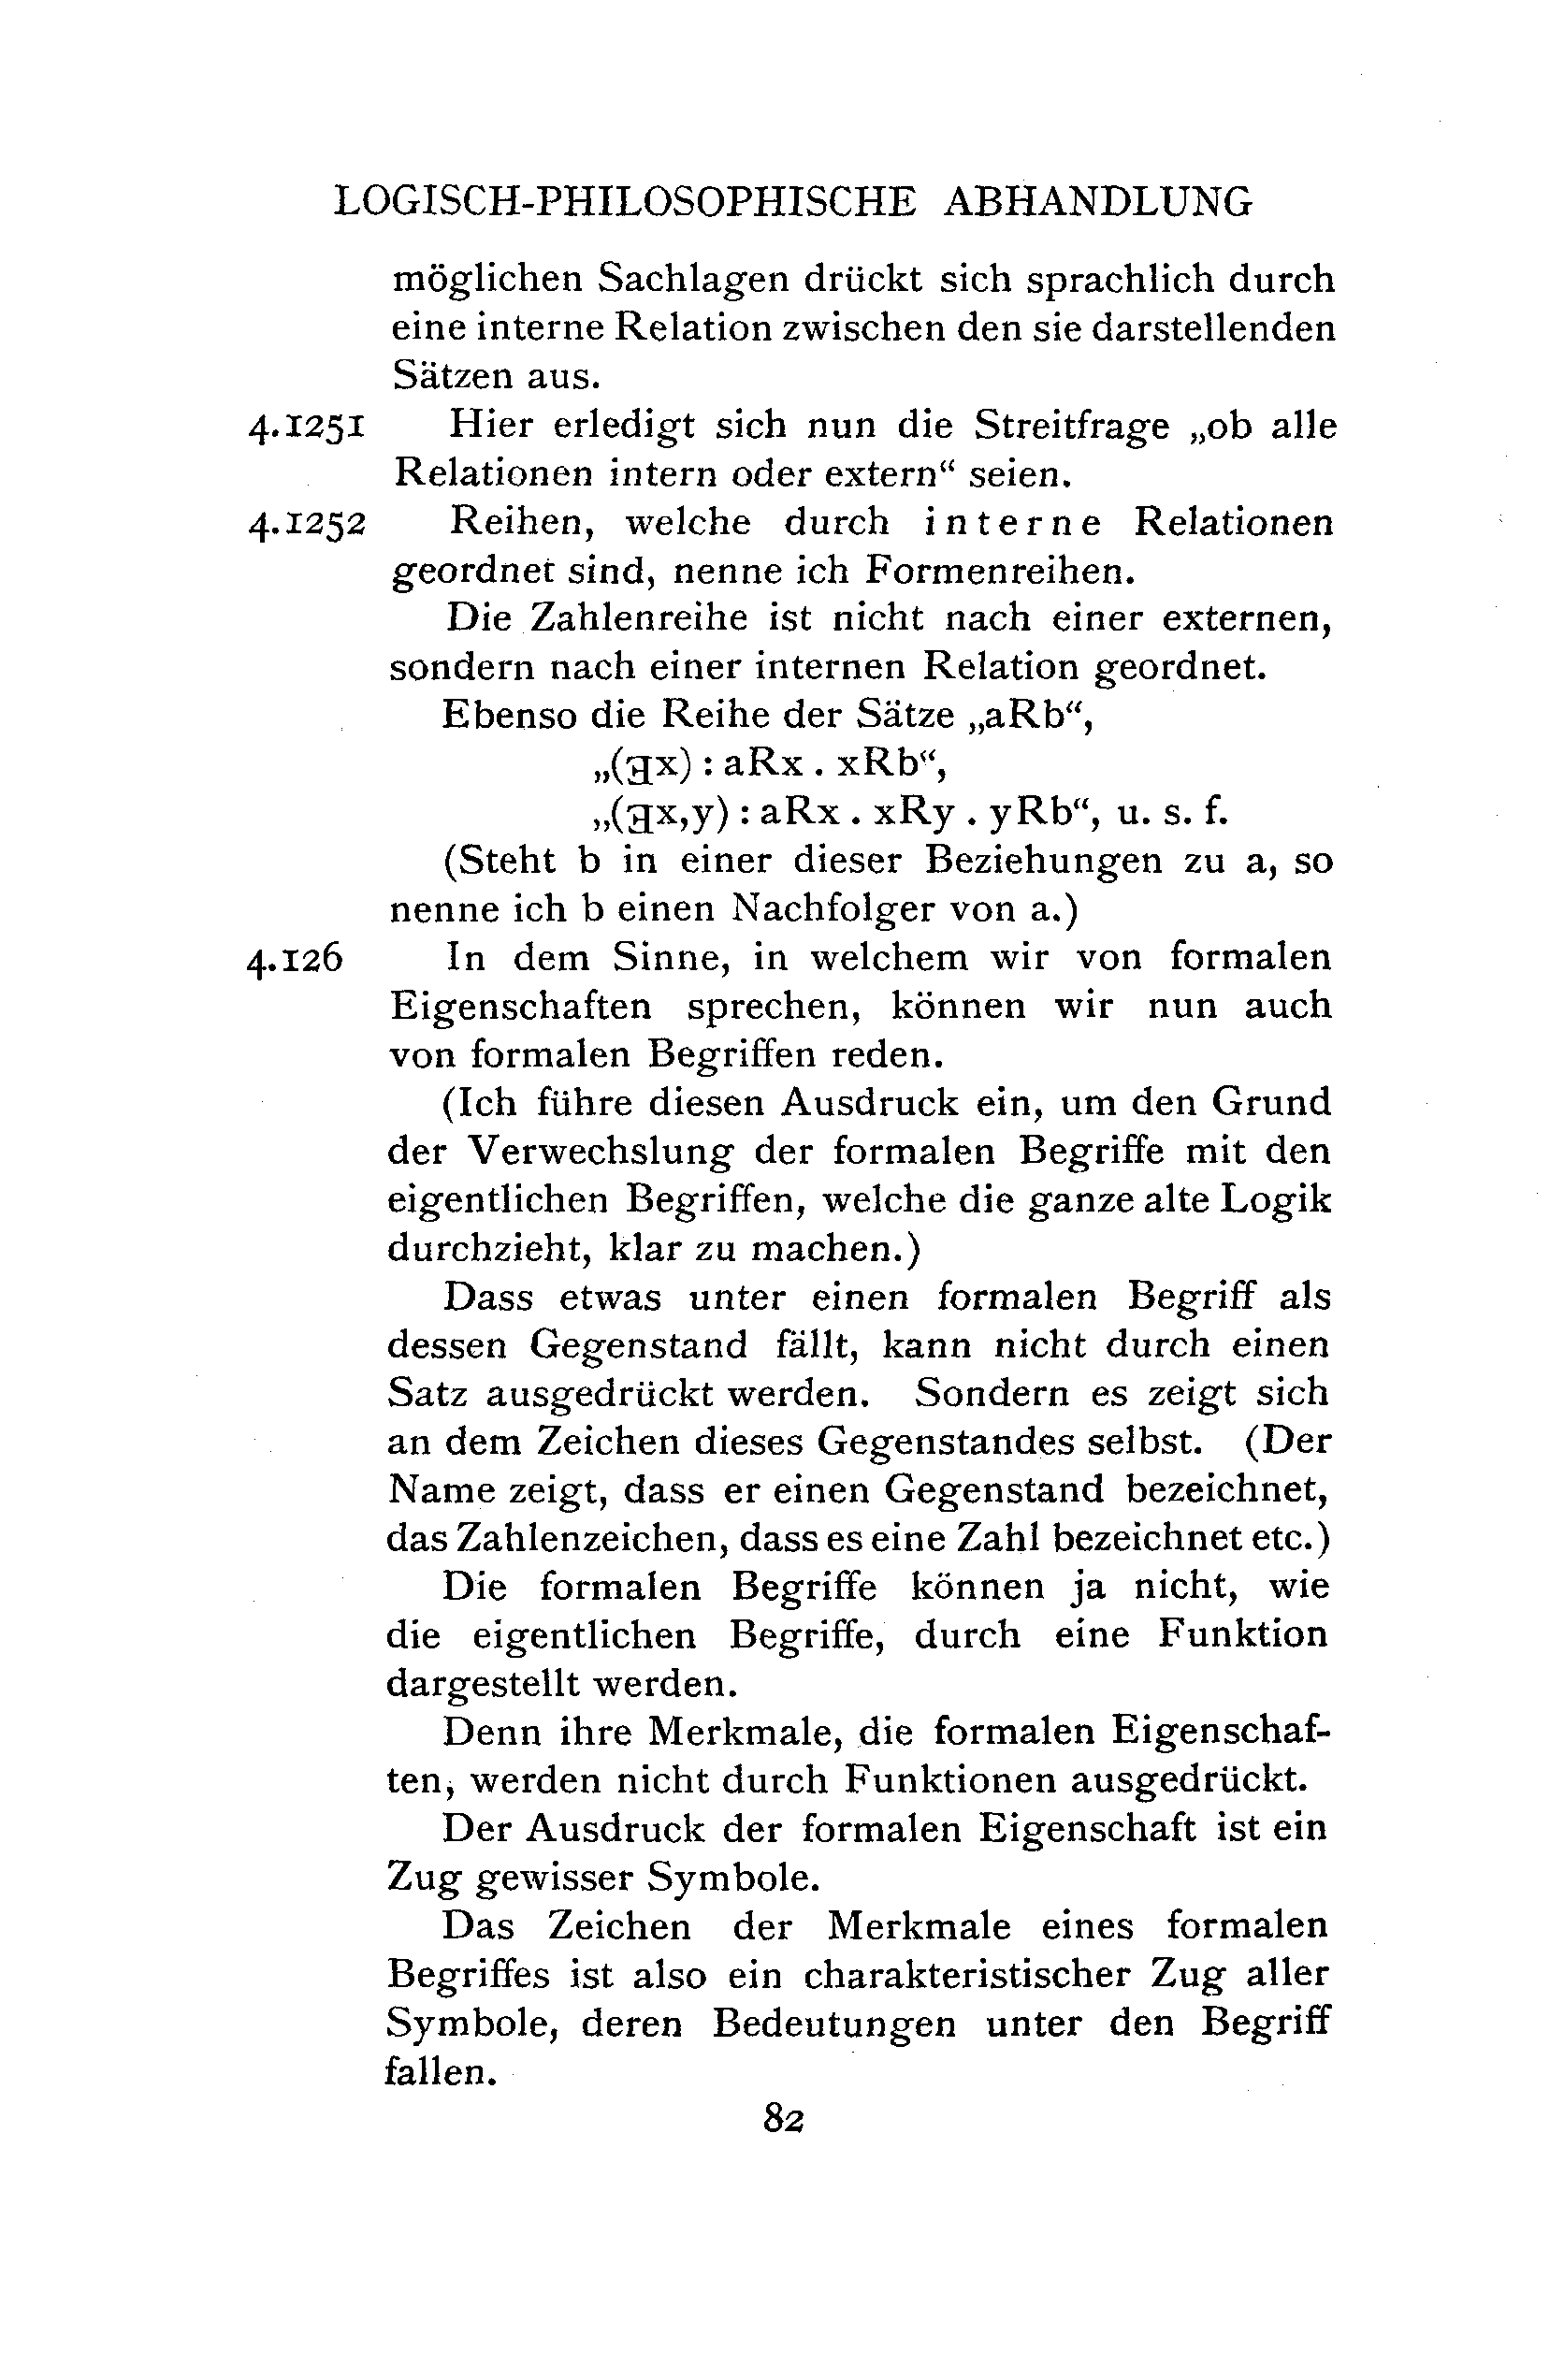 LOGISCH-PHILOSOPHISCHE ABHANDLUNG
möglichen Sachlagen drückt sich sprachlich durch
eine interne Relation zwischen den sie darstellenden
Sätzen aus.
4.1251 Hier erledigt sich nun die Streitfrage „ob alle
Relationen intern oder extern“ seien.
4.1252 Reihen, welche durch interne Relationen
geordnet sind, nenne ich Formenreihen.
Die Zahlenreihe ist nicht nach einer externen,
sondern nach einer internen Relation geordnet.
Ebenso die Reihe der Sätze „aRb“,
„(∃x) : aRx . xRb“,
„(∃x,y) : aRx . xRy . yRb“, u. s. f.
(Steht b in einer dieser Beziehungen zu a, so
nenne ich b einen Nachfolger von a.)
4.126 In dem Sinne, in welchem wir von formalen
Eigenschaften sprechen, können wir nun auch
von formalen Begriffen reden.
(Ich führe diesen Ausdruck ein, um den Grund
der Verwechslung der formalen Begriffe mit den
eigentlichen Begriffen, welche die ganze alte Logik
durchzieht, klar zu machen.)
Dass etwas unter einen formalen Begriff als
dessen Gegenstand fällt, kann nicht durch einen
Satz ausgedrückt werden. Sondern es zeigt sich
an dem Zeichen dieses Gegenstandes selbst. (Der
Name zeigt, dass er einen Gegenstand bezeichnet,
das Zahlenzeichen, dass es eine Zahl bezeichnet etc.)
Die formalen Begriffe können ja nicht, wie
die eigentlichen Begriffe, durch eine Funktion
dargestellt werden.
Denn ihre Merkmale, die formalen Eigenschaf-
ten, werden nicht durch Funktionen ausgedrückt.
Der Ausdruck der formalen Eigenschaft ist ein
Zug gewisser Symbole.
Das Zeichen der Merkmale eines formalen
Begriffes ist also ein charakteristischer Zug aller
Symbole, deren Bedeutungen unter den Begriff
fallen.
82